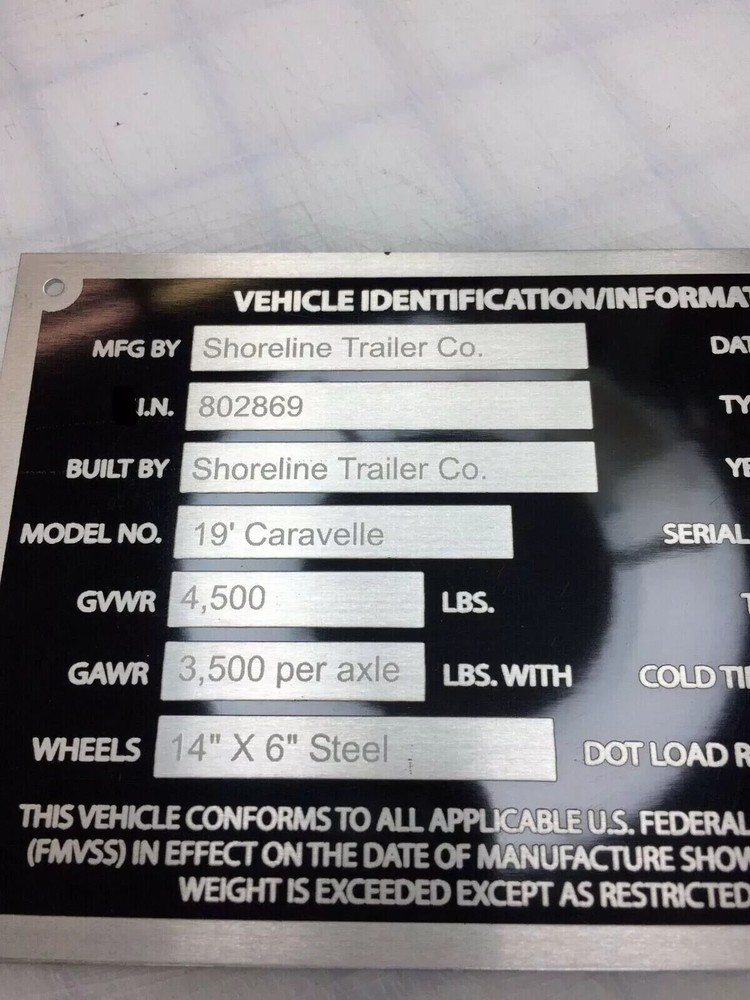 VEHICLE IDENTIFICATION/INFORMAT
MFG BY Shoreline Trailer Co. DAT
I.N. 802869 TY
BUILT BY Shoreline Trailer Co. YE
MODEL NO. 19' Caravelle SERIAL
GVWR 4,500 LBS. T
GAWR 3,500 per axle LBS. WITH COLD TI
WHEELS 14" X 6" Steel DOT LOAD R
THIS VEHICLE CONFORMS TO ALL APPLICABLE U.S. FEDERAL
(FMVSS) IN EFFECT ON THE DATE OF MANUFACTURE SHOW
WEIGHT IS EXCEEDED EXCEPT AS RESTRICTED